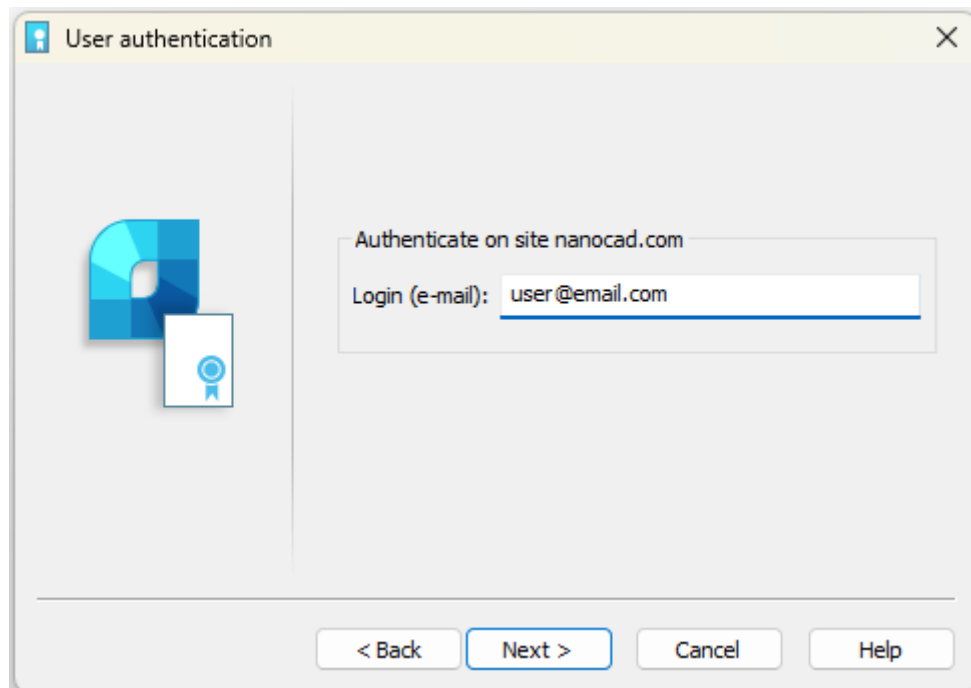 User authentication
Authenticate on site nanocad.com
Login (e-mail): user@email.com
< Back Next > Cancel Help